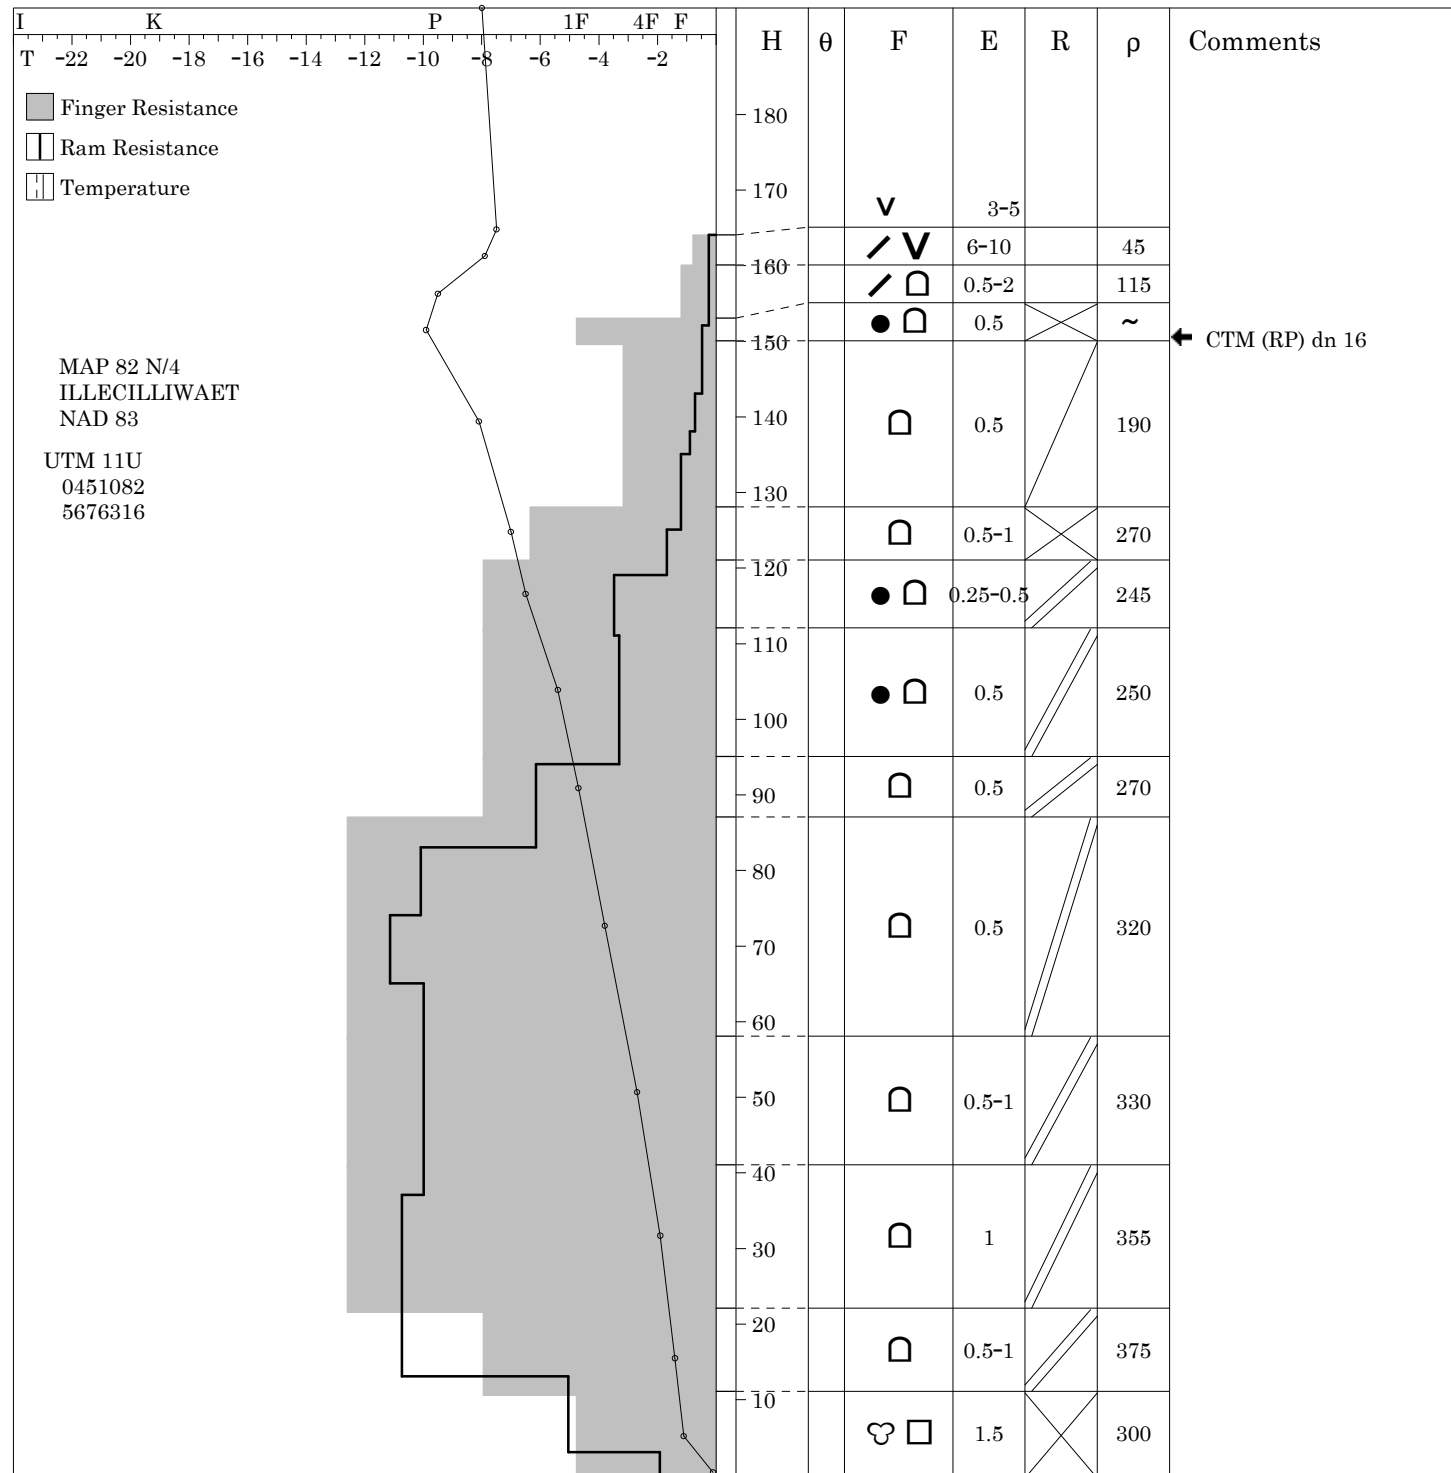 I K P 1F 4F F
T -22 -20 -18 -16 -14 -12 -10 -8 -6 -4 -2
H θ F E R ρ Comments
Finger Resistance
Ram Resistance
Temperature
180
170
3-5
6-10 45
160
0.5-2 115
0.5 ~
150
CTM (RP) dn 16
MAP 82 N/4
ILLECILLIWAET
NAD 83
UTM 11U
0451082
5676316
140 0.5 190
130
0.5-1 270
120
0.25-0.5 245
110
0.5 250
100
90 0.5 270
80
0.5 320
70
60
50 0.5-1 330
40
1 355
30
20
0.5-1 375
10
1.5 300